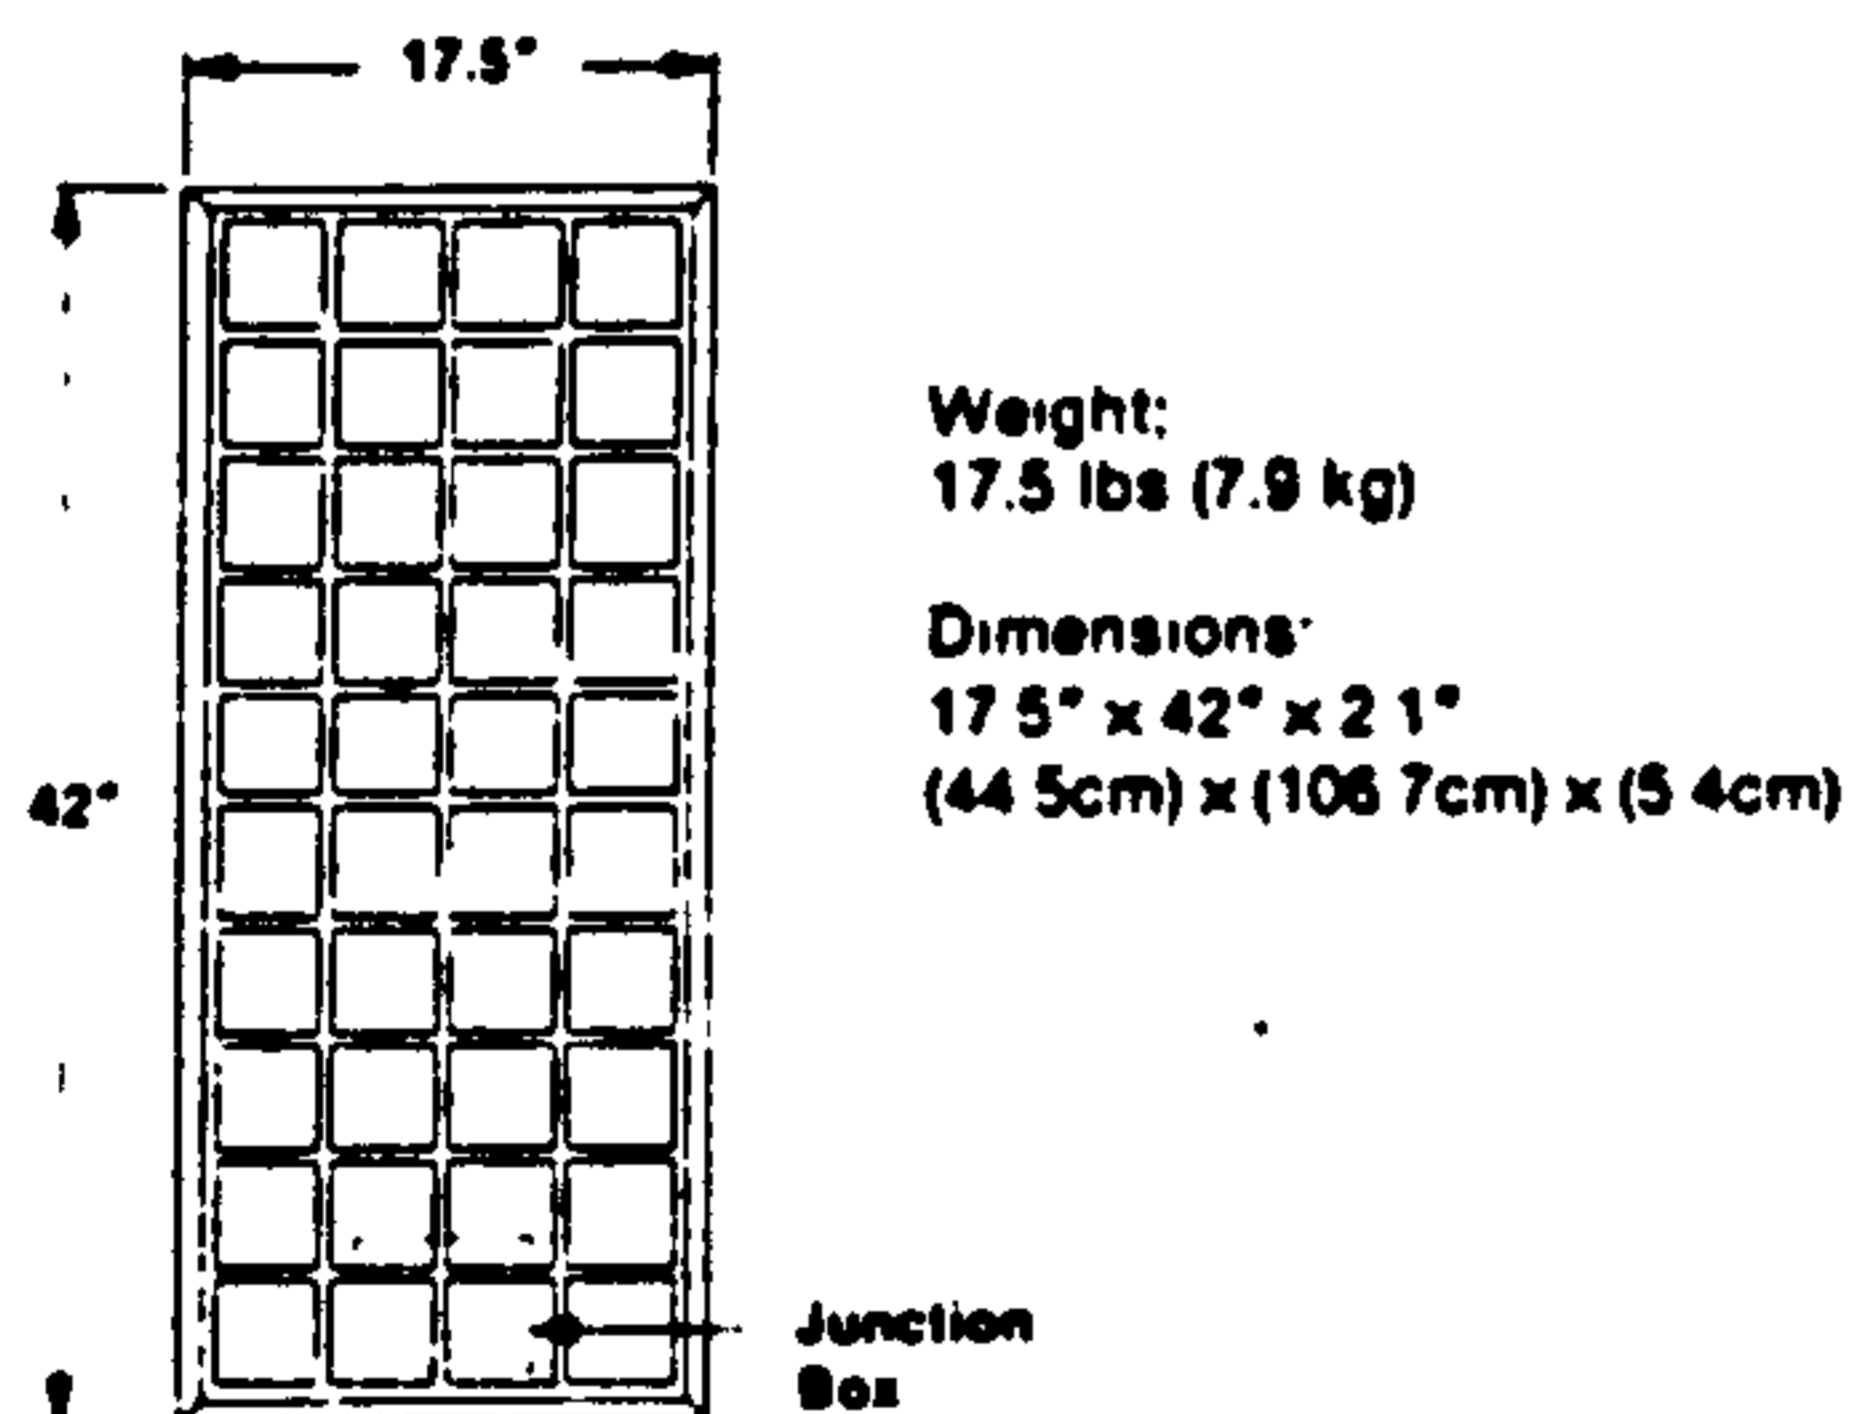 17.5"
Weight:
17.5 lbs (7.9 kg)
Dimensions:
17 5" x 42" x 2 1"
(44 5cm) x (106 7cm) x (5 4cm)
42"
Junction
Box